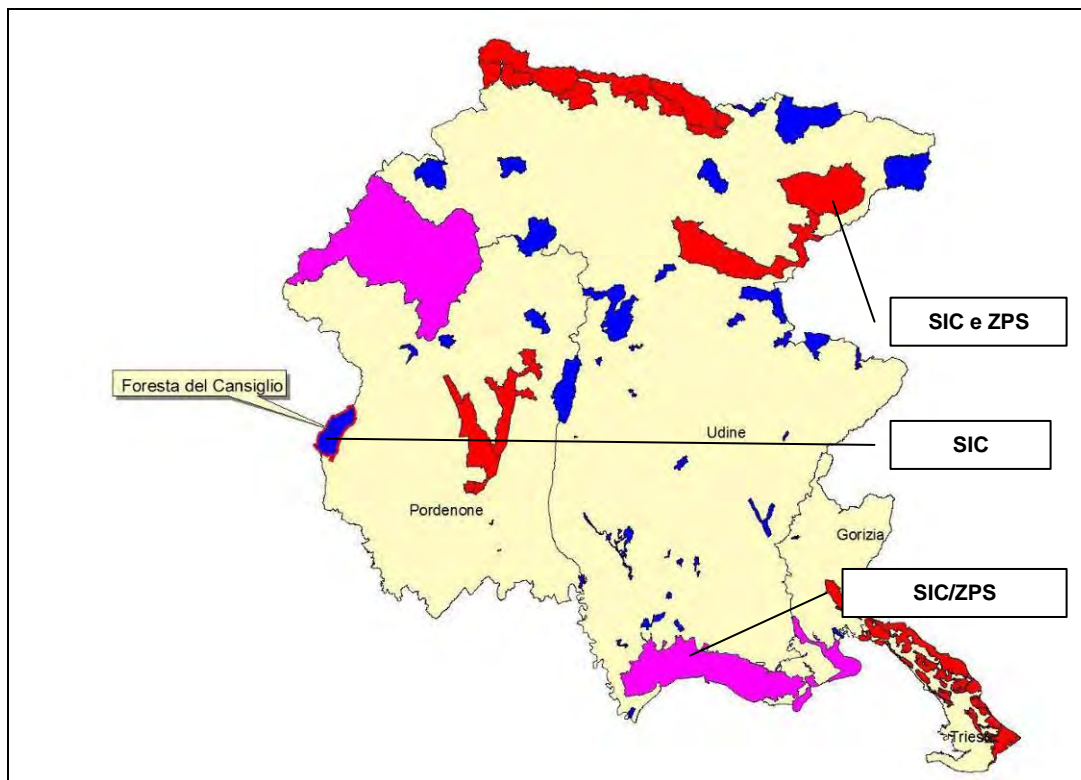 SIC e ZPS
Foresta del Cansiglio
Udine
SIC
Pordenone
Gorizia
SIC/ZPS
Trieste